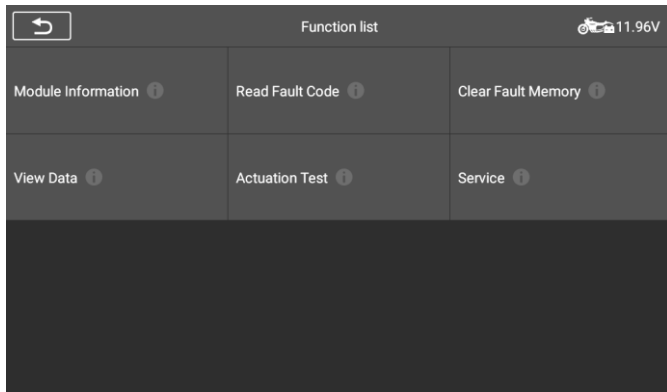 Function list
11.96V
Module Information
Read Fault Code
Clear Fault Memory
View Data
Actuation Test
Service